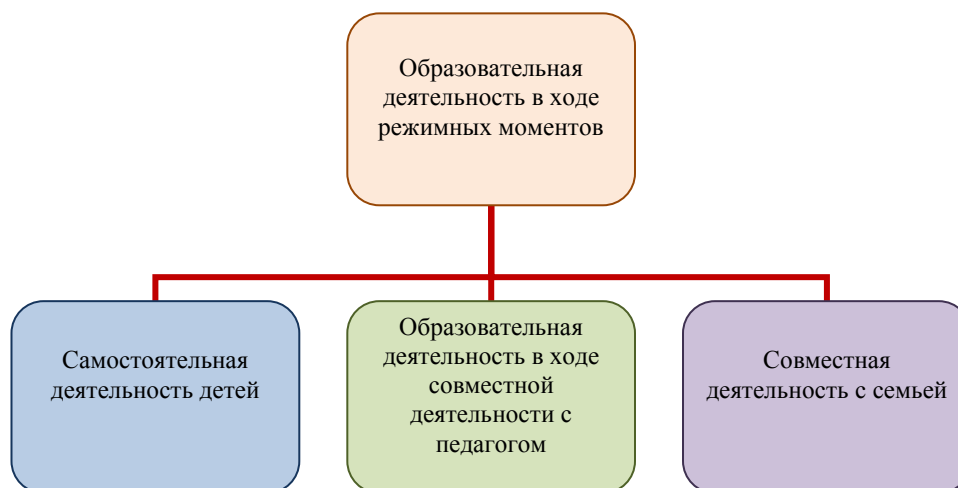 Образовательная
деятельность в ходе
режимных моментов
Самостоятельная
деятельность детей
Образовательная
деятельность в ходе
совместной
деятельности с
педагогом
Совместная
деятельность с семьей